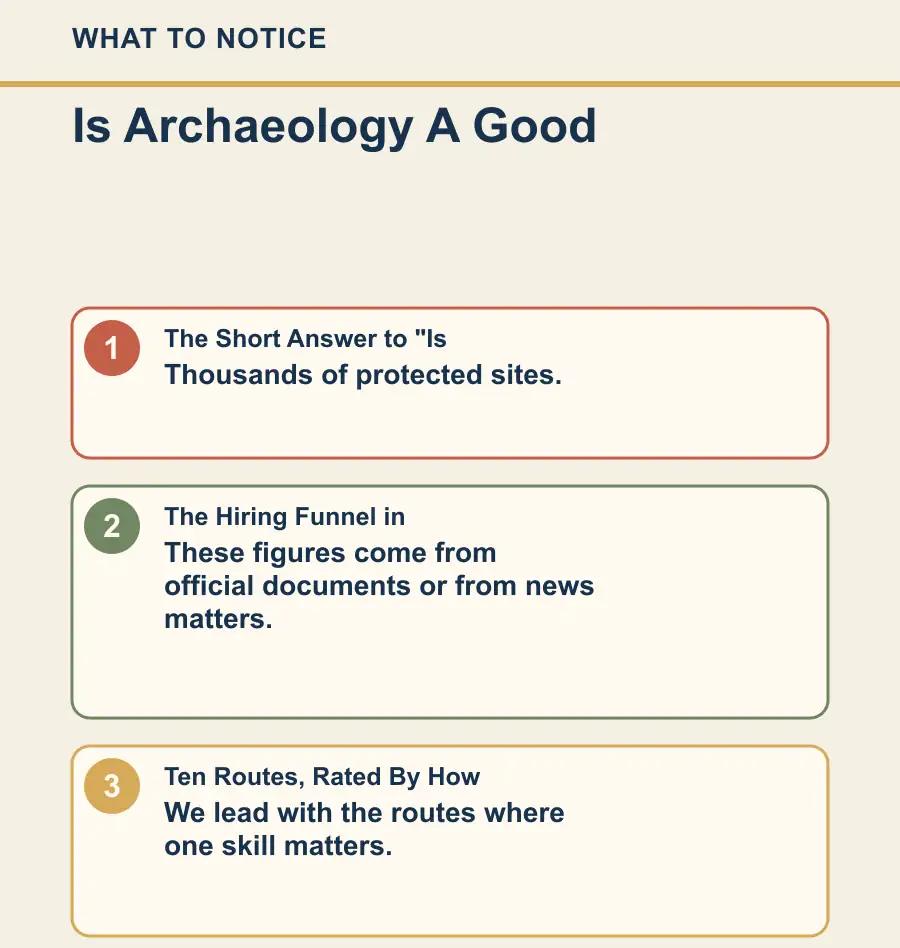 WHAT TO NOTICE
Is Archaeology A Good
1
The Short Answer to "Is
Thousands of protected sites.
2
The Hiring Funnel in
These figures come from
official documents or from news
matters.
3
Ten Routes, Rated By How
We lead with the routes where
one skill matters.